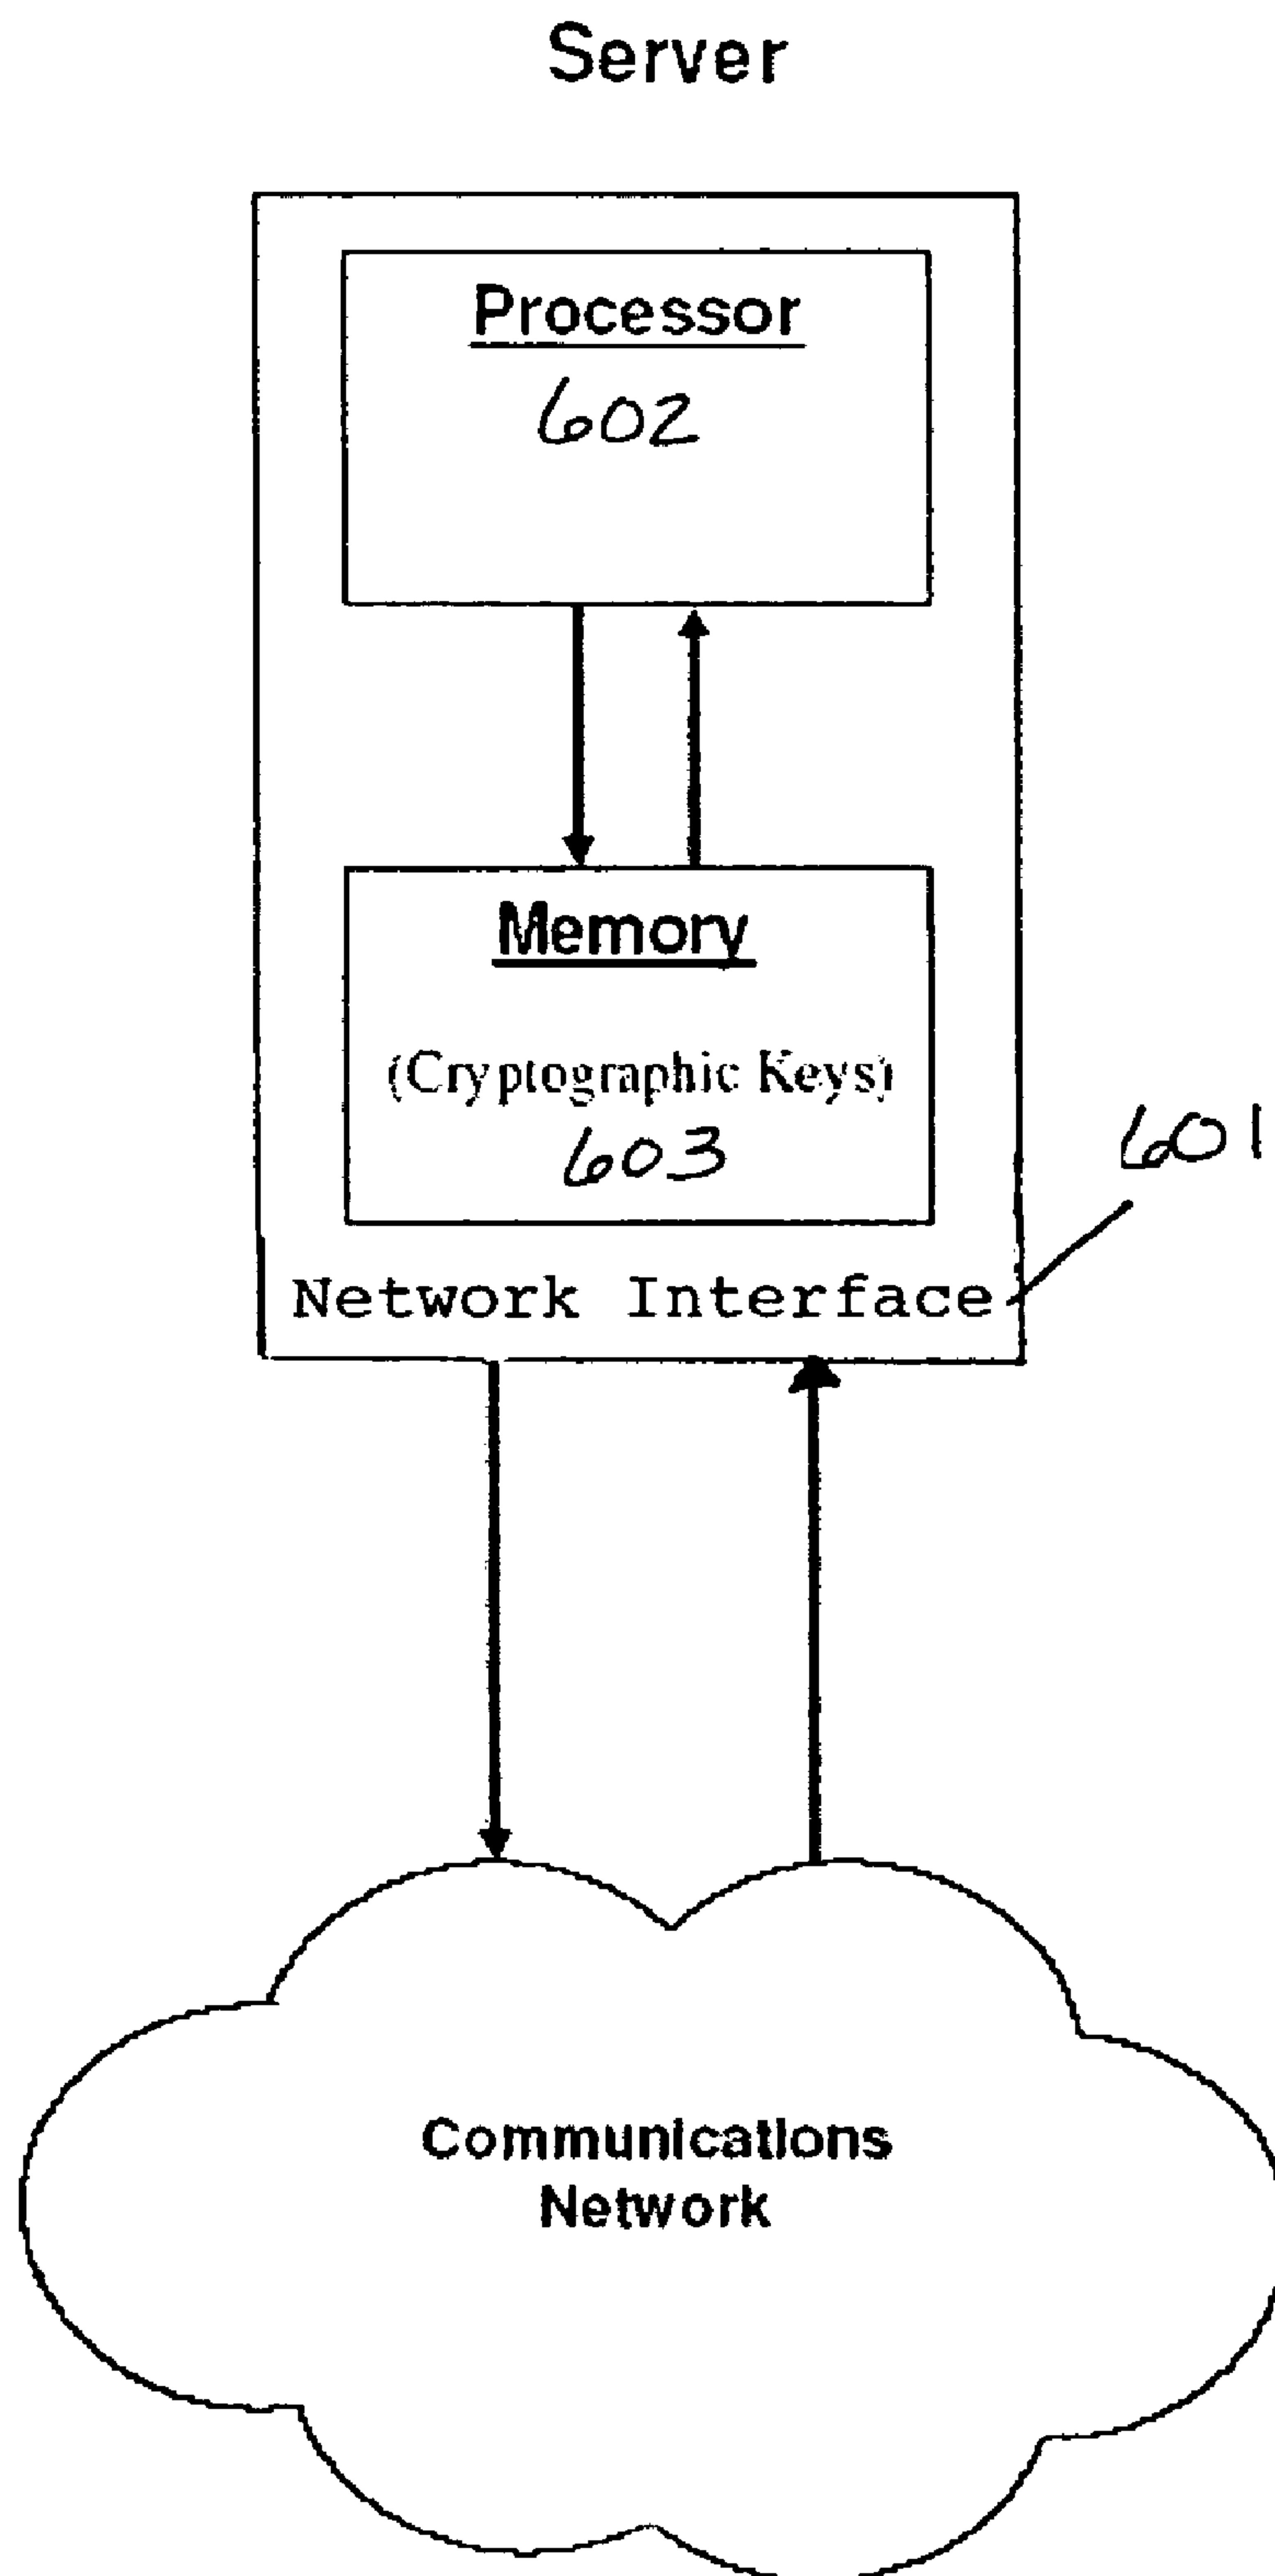 Server
Processor
602
Memory
(Cryptographic Keys)
603
601
Network Interface
Communications
Network